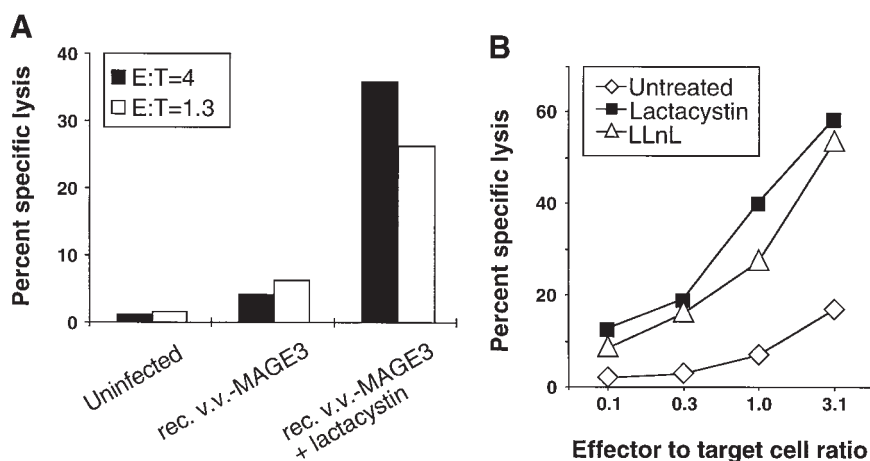 A
Percent specific lysis
40
30
20
10
0
E:T=4
E:T=1.3
Uninfected
rec. v.v.-MAGE3
rec. v.v.-MAGE3
+ lactacystin
B
Percent specific lysis
60
40
20
0
Untreated
Lactacystin
LLnL
0.1 0.3 1.0 3.1
Effector to target cell ratio